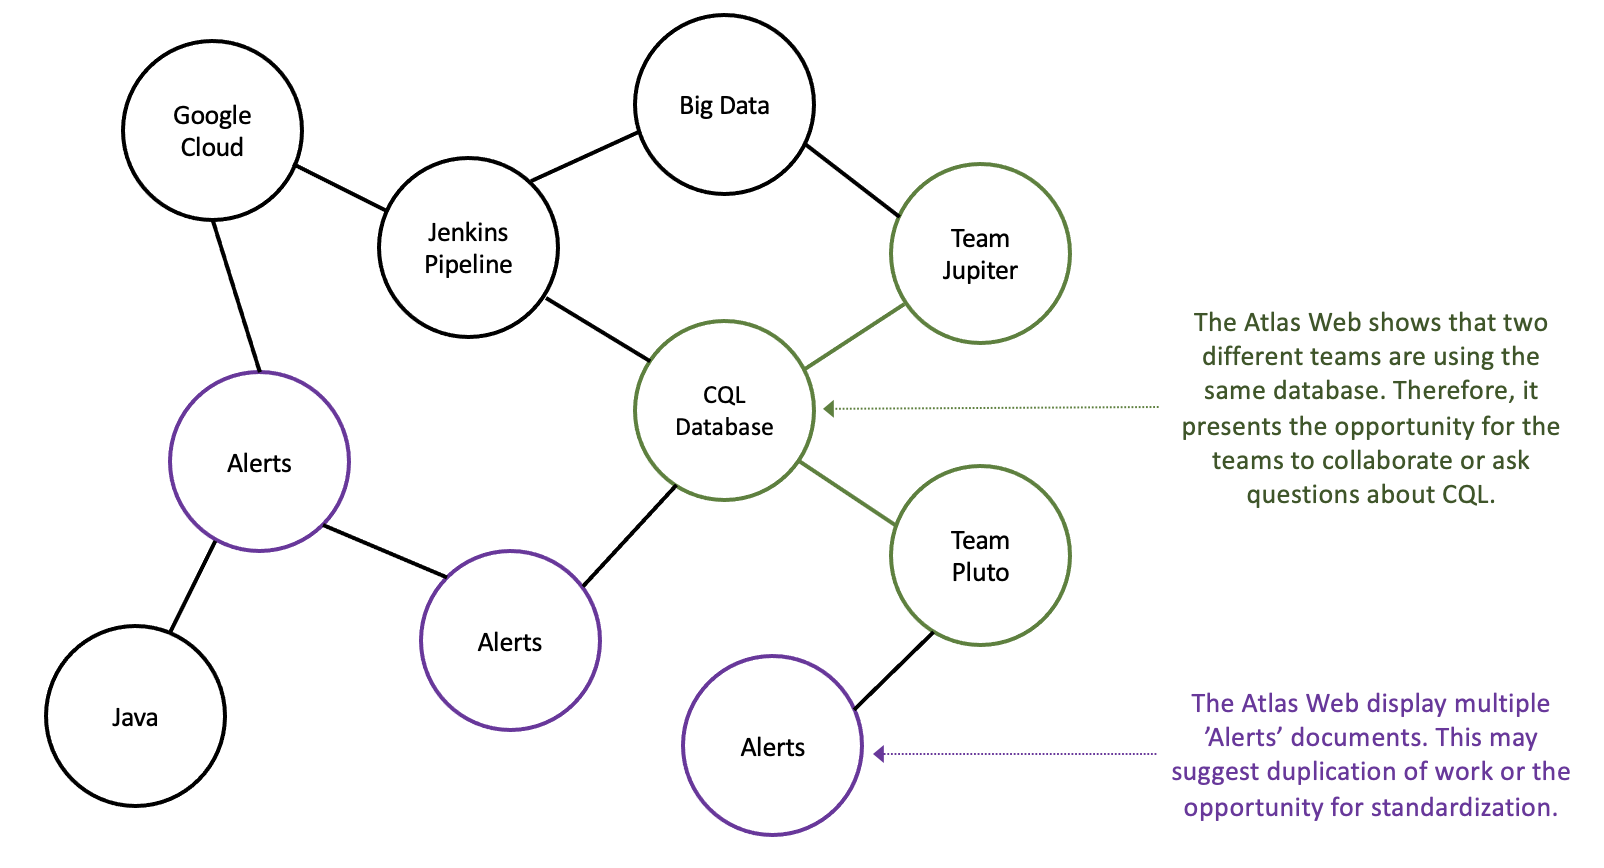 Google
Cloud
Big Data
Jenkins
Pipeline
Team
Jupiter
CQL
Database
The Atlas Web shows that two
different teams are using the
same database. Therefore, it
presents the opportunity for the
teams to collaborate or ask
questions about CQL.
Alerts
Team
Pluto
Alerts
Java
Alerts
The Atlas Web display multiple
’Alerts’ documents. This may
suggest duplication of work or the
opportunity for standardization.